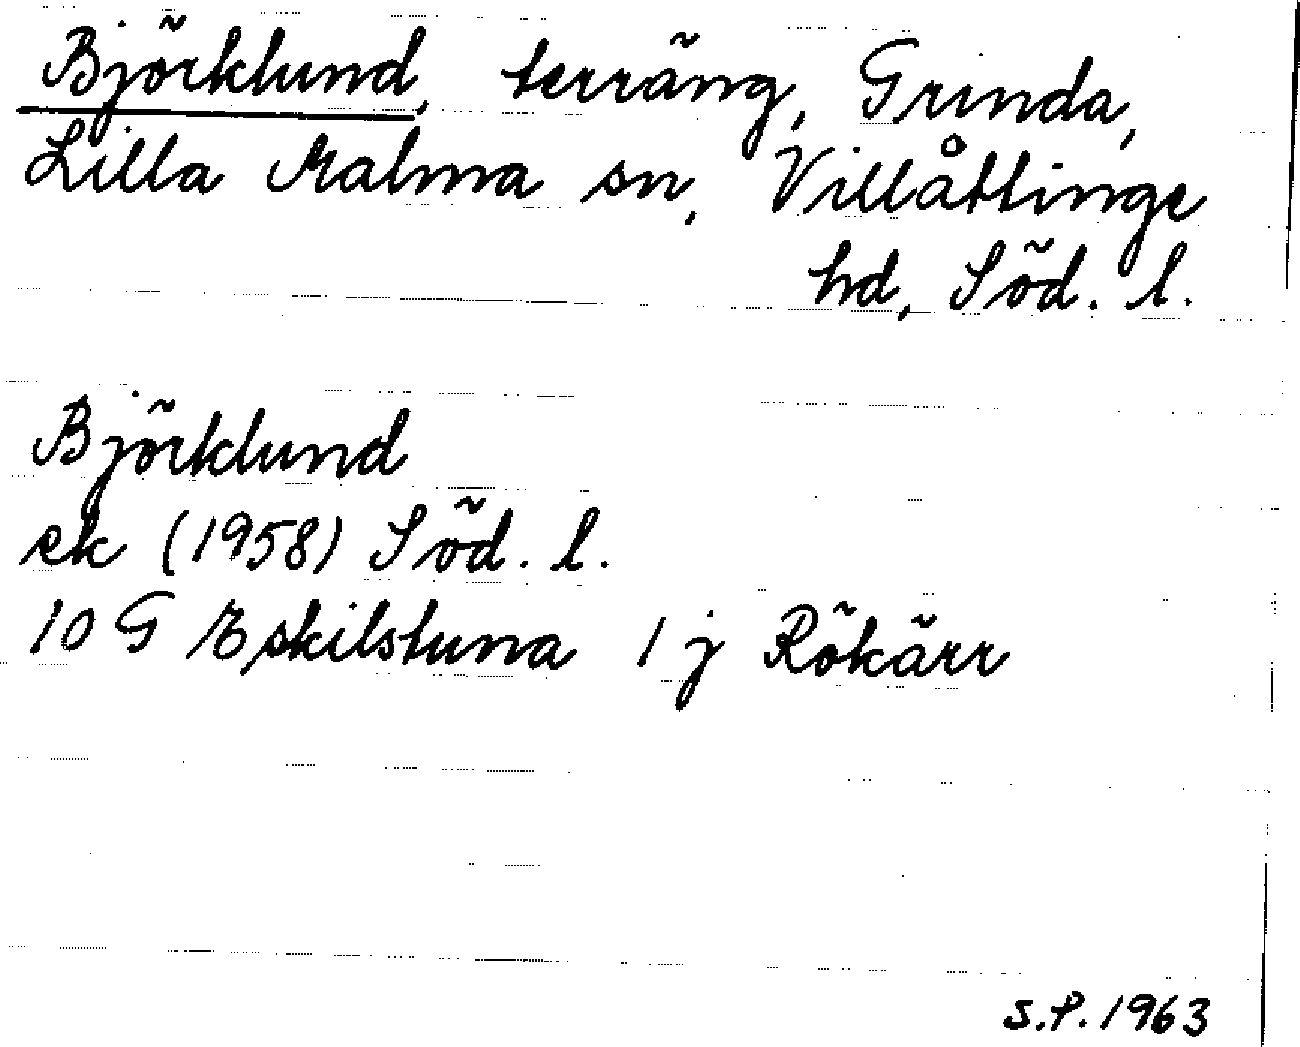 Björklund, terräng, Grinda,
Lilla Malma sn, Villåttinge
hd, Söd. l.
Björklund
ek (1958) Söd. l.
10 G Eskilstuna 1 j Rökärr
S.P. 1963